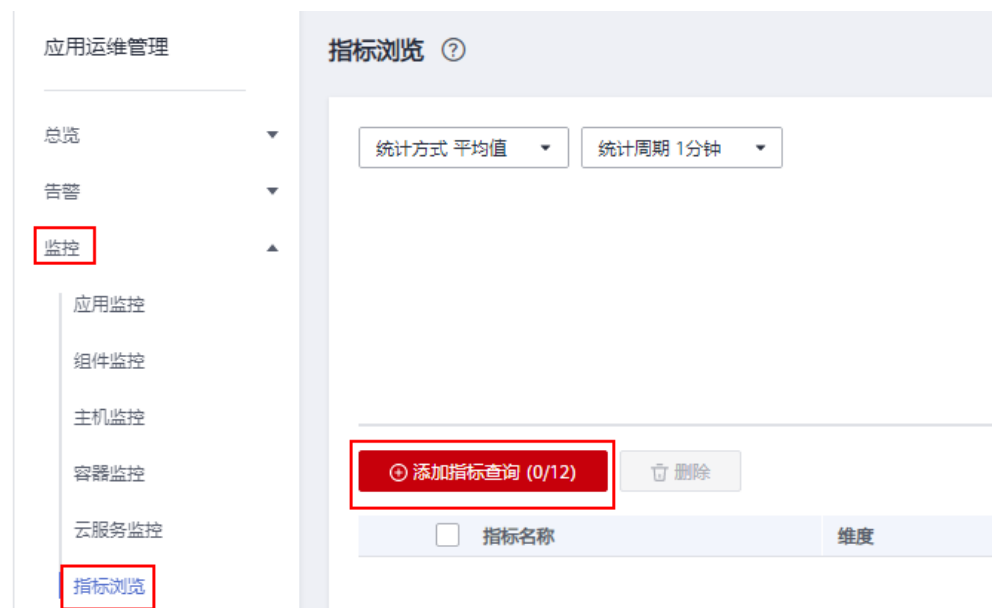 应用运维管理
总览
告警
监控
应用监控
组件监控
主机监控
容器监控
云服务监控
指标浏览
指标浏览 ?
统计方式 平均值
统计周期 1分钟
添加指标查询 (0/12)
删除
指标名称
维度